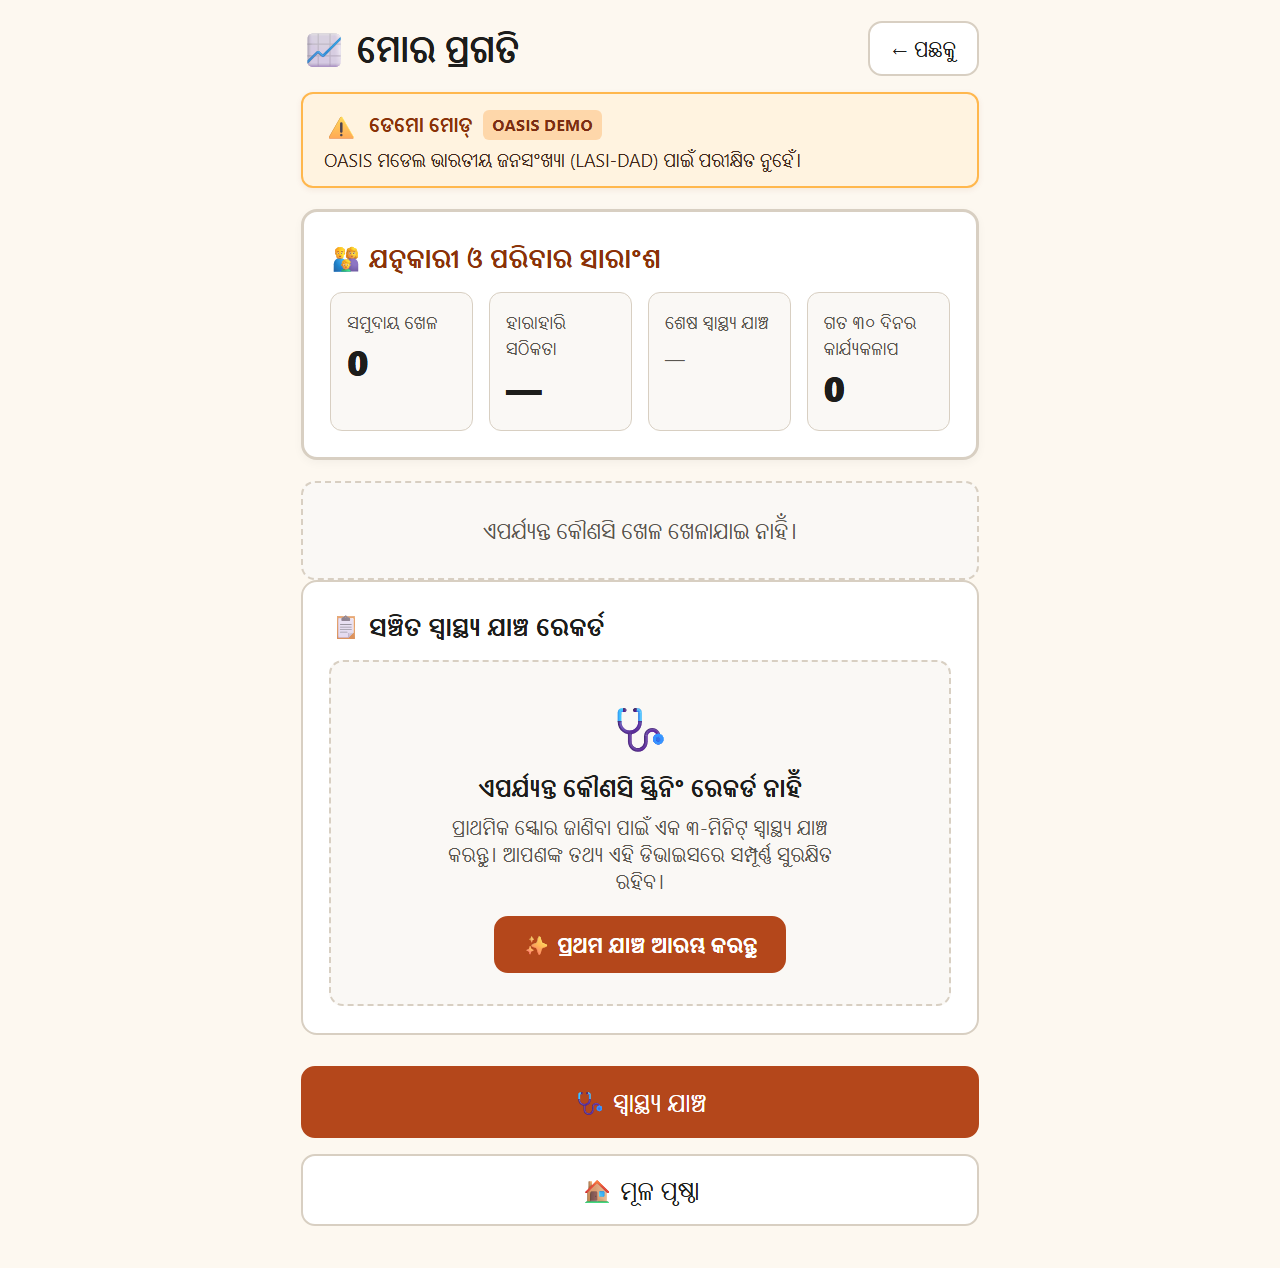 ମୋର ପ୍ରଗତି
← ପଛକୁ
ଡେମୋ ମୋଡ୍ OASIS DEMO
OASIS ମଡେଲ ଭାରତୀୟ ଜନସଂଖ୍ୟା (LASI-DAD) ପାଇଁ ପରୀକ୍ଷିତ ନୁହେଁ।
ଯତ୍ନକାରୀ ଓ ପରିବାର ସାରାଂଶ
ସମୁଦାୟ ଖେଳ
0
ହାରାହାରି
ସଠିକତା
—
ଶେଷ ସ୍ୱାସ୍ଥ୍ୟ ଯାଞ୍ଚ
—
ଗତ ୩୦ ଦିନର
କାର୍ଯ୍ୟକଳାପ
0
ଏପର୍ଯ୍ୟନ୍ତ କୌଣସି ଖେଳ ଖେଳାଯାଇ ନାହିଁ।
ସଞ୍ଚିତ ସ୍ୱାସ୍ଥ୍ୟ ଯାଞ୍ଚ ରେକର୍ଡ
ଏପର୍ଯ୍ୟନ୍ତ କୌଣସି ସ୍କ୍ରିନିଂ ରେକର୍ଡ ନାହିଁ
ପ୍ରାଥମିକ ସ୍କୋର ଜାଣିବା ପାଇଁ ଏକ ୩-ମିନିଟ୍ ସ୍ୱାସ୍ଥ୍ୟ ଯାଞ୍ଚ
କରନ୍ତୁ। ଆପଣଙ୍କ ତଥ୍ୟ ଏହି ଡିଭାଇସରେ ସମ୍ପୂର୍ଣ୍ଣ ସୁରକ୍ଷିତ
ରହିବ।
ପ୍ରଥମ ଯାଞ୍ଚ ଆରମ୍ଭ କରନ୍ତୁ
ସ୍ୱାସ୍ଥ୍ୟ ଯାଞ୍ଚ
ମୂଳ ପୃଷ୍ଠା